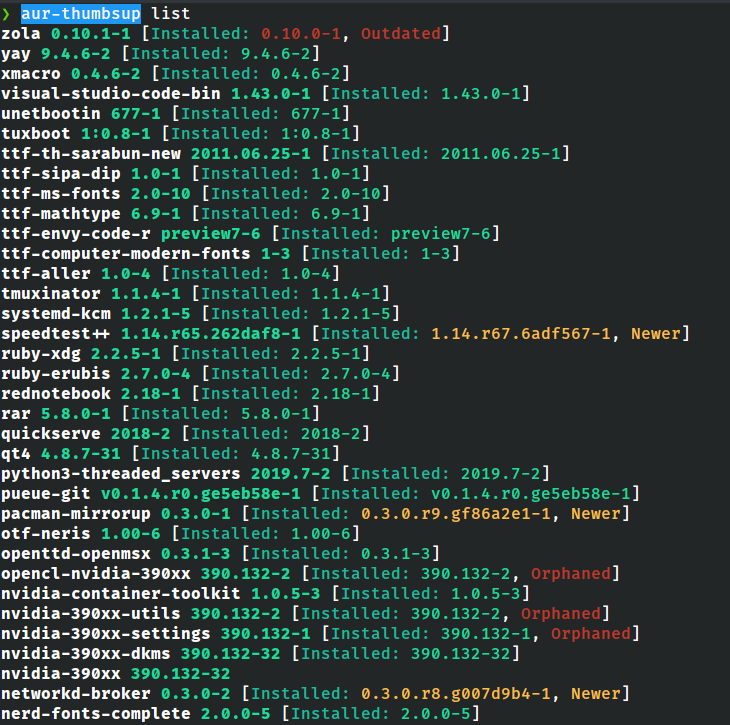 ❯ aur-thumbsup list
zola 0.10.1-1 [Installed: 0.10.0-1, Outdated]
yay 9.4.6-2 [Installed: 9.4.6-2]
xmacro 0.4.6-2 [Installed: 0.4.6-2]
visual-studio-code-bin 1.43.0-1 [Installed: 1.43.0-1]
unetbootin 677-1 [Installed: 677-1]
tuxboot 1:0.8-1 [Installed: 1:0.8-1]
ttf-th-sarabun-new 2011.06.25-1 [Installed: 2011.06.25-1]
ttf-sipa-dip 1.0-1 [Installed: 1.0-1]
ttf-ms-fonts 2.0-10 [Installed: 2.0-10]
ttf-mathtype 6.9-1 [Installed: 6.9-1]
ttf-envy-code-r preview7-6 [Installed: preview7-6]
ttf-computer-modern-fonts 1-3 [Installed: 1-3]
ttf-aller 1.0-4 [Installed: 1.0-4]
tmuxinator 1.1.4-1 [Installed: 1.1.4-1]
systemd-kcm 1.2.1-5 [Installed: 1.2.1-5]
speedtest++ 1.14.r65.262daf8-1 [Installed: 1.14.r67.6adf567-1, Newer]
ruby-xdg 2.2.5-1 [Installed: 2.2.5-1]
ruby-erubis 2.7.0-4 [Installed: 2.7.0-4]
rednotebook 2.18-1 [Installed: 2.18-1]
rar 5.8.0-1 [Installed: 5.8.0-1]
quickserve 2018-2 [Installed: 2018-2]
qt4 4.8.7-31 [Installed: 4.8.7-31]
python3-threaded_servers 2019.7-2 [Installed: 2019.7-2]
pueue-git v0.1.4.r0.ge5eb58e-1 [Installed: v0.1.4.r0.ge5eb58e-1]
pacman-mirrorup 0.3.0-1 [Installed: 0.3.0.r9.gf86a2e1-1, Newer]
otf-neris 1.00-6 [Installed: 1.00-6]
openttd-openmsx 0.3.1-3 [Installed: 0.3.1-3]
opencl-nvidia-390xx 390.132-2 [Installed: 390.132-2, Orphaned]
nvidia-container-toolkit 1.0.5-3 [Installed: 1.0.5-3]
nvidia-390xx-utils 390.132-2 [Installed: 390.132-2, Orphaned]
nvidia-390xx-settings 390.132-1 [Installed: 390.132-1, Orphaned]
nvidia-390xx-dkms 390.132-32 [Installed: 390.132-32]
nvidia-390xx 390.132-32
networkd-broker 0.3.0-2 [Installed: 0.3.0.r8.g007d9b4-1, Newer]
nerd-fonts-complete 2.0.0-5 [Installed: 2.0.0-5]